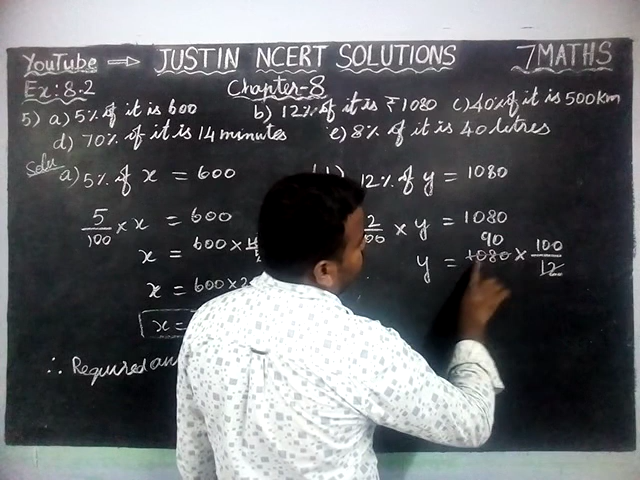 YouTube ⇒ JUSTIN NCERT SOLUTIONS 7MATHS
Ex: 8.2 Chapter-8
5) a) 5% of it is 600 b) 12% of it is ₹1080 c) 40% of it is 500km
d) 70% of it is 14 minutes e) 8% of it is 40 litres
Solu
a) 5% of x = 600
5/100 × x = 600
x = 600 ×
x = 600 × 2
x =
∴ Required
12% of y = 1080
× y = 1080
90
y = 1080 × 100/12